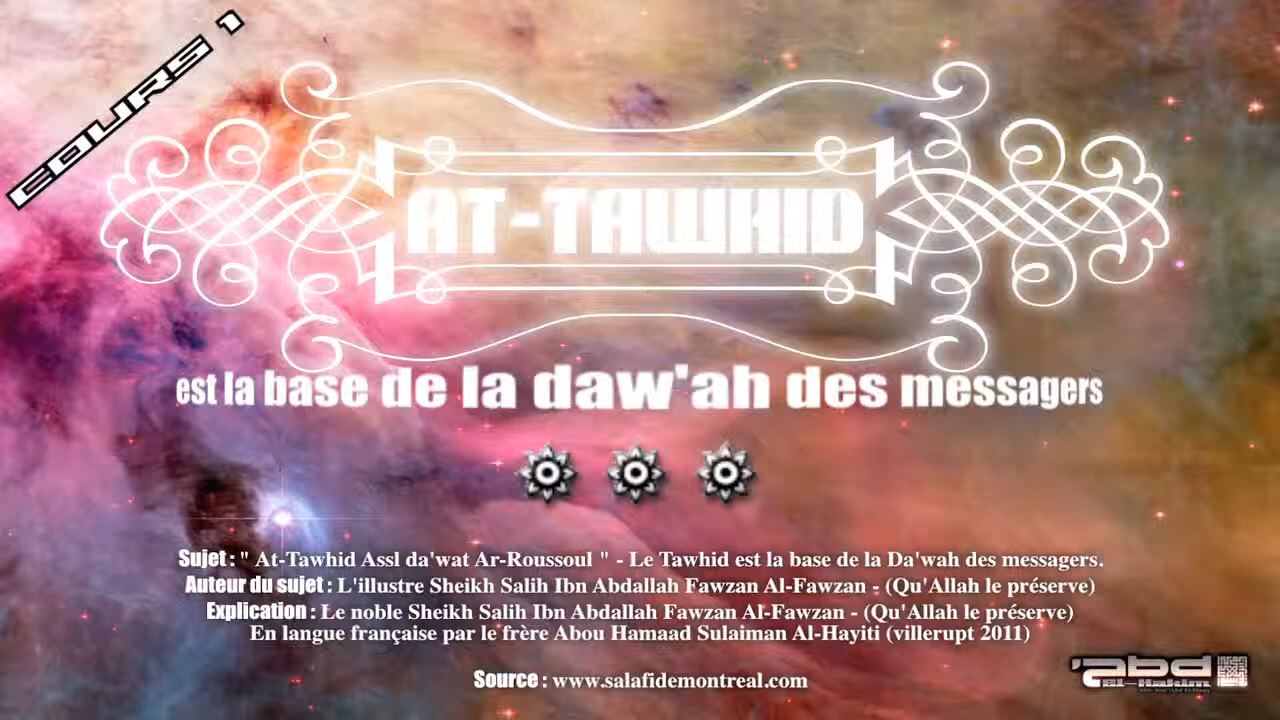 COURS 1
AT-TAWHID
est la base de la daw'ah des messagers
Sujet : " At-Tawhid Assl da'wat Ar-Roussoul " - Le Tawhid est la base de la Da'wah des messagers.
Auteur du sujet : L'illustre Sheikh Salih Ibn Abdallah Fawzan Al-Fawzan - (Qu'Allah le préserve)
Explication : Le noble Sheikh Salih Ibn Abdallah Fawzan Al-Fawzan - (Qu'Allah le préserve)
En langue française par le frère Abou Hamaad Sulaiman Al-Hayiti (villerupt 2011)
Source : www.salafidemontreal.com
'abd
al-Hakim